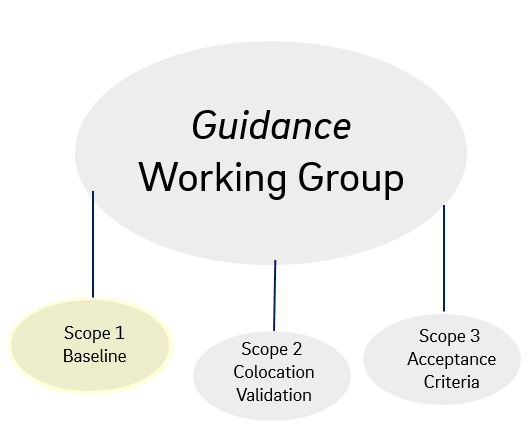 Guidance
Working Group
Scope 1
Baseline
Scope 2
Colocation
Validation
Scope 3
Acceptance
Criteria